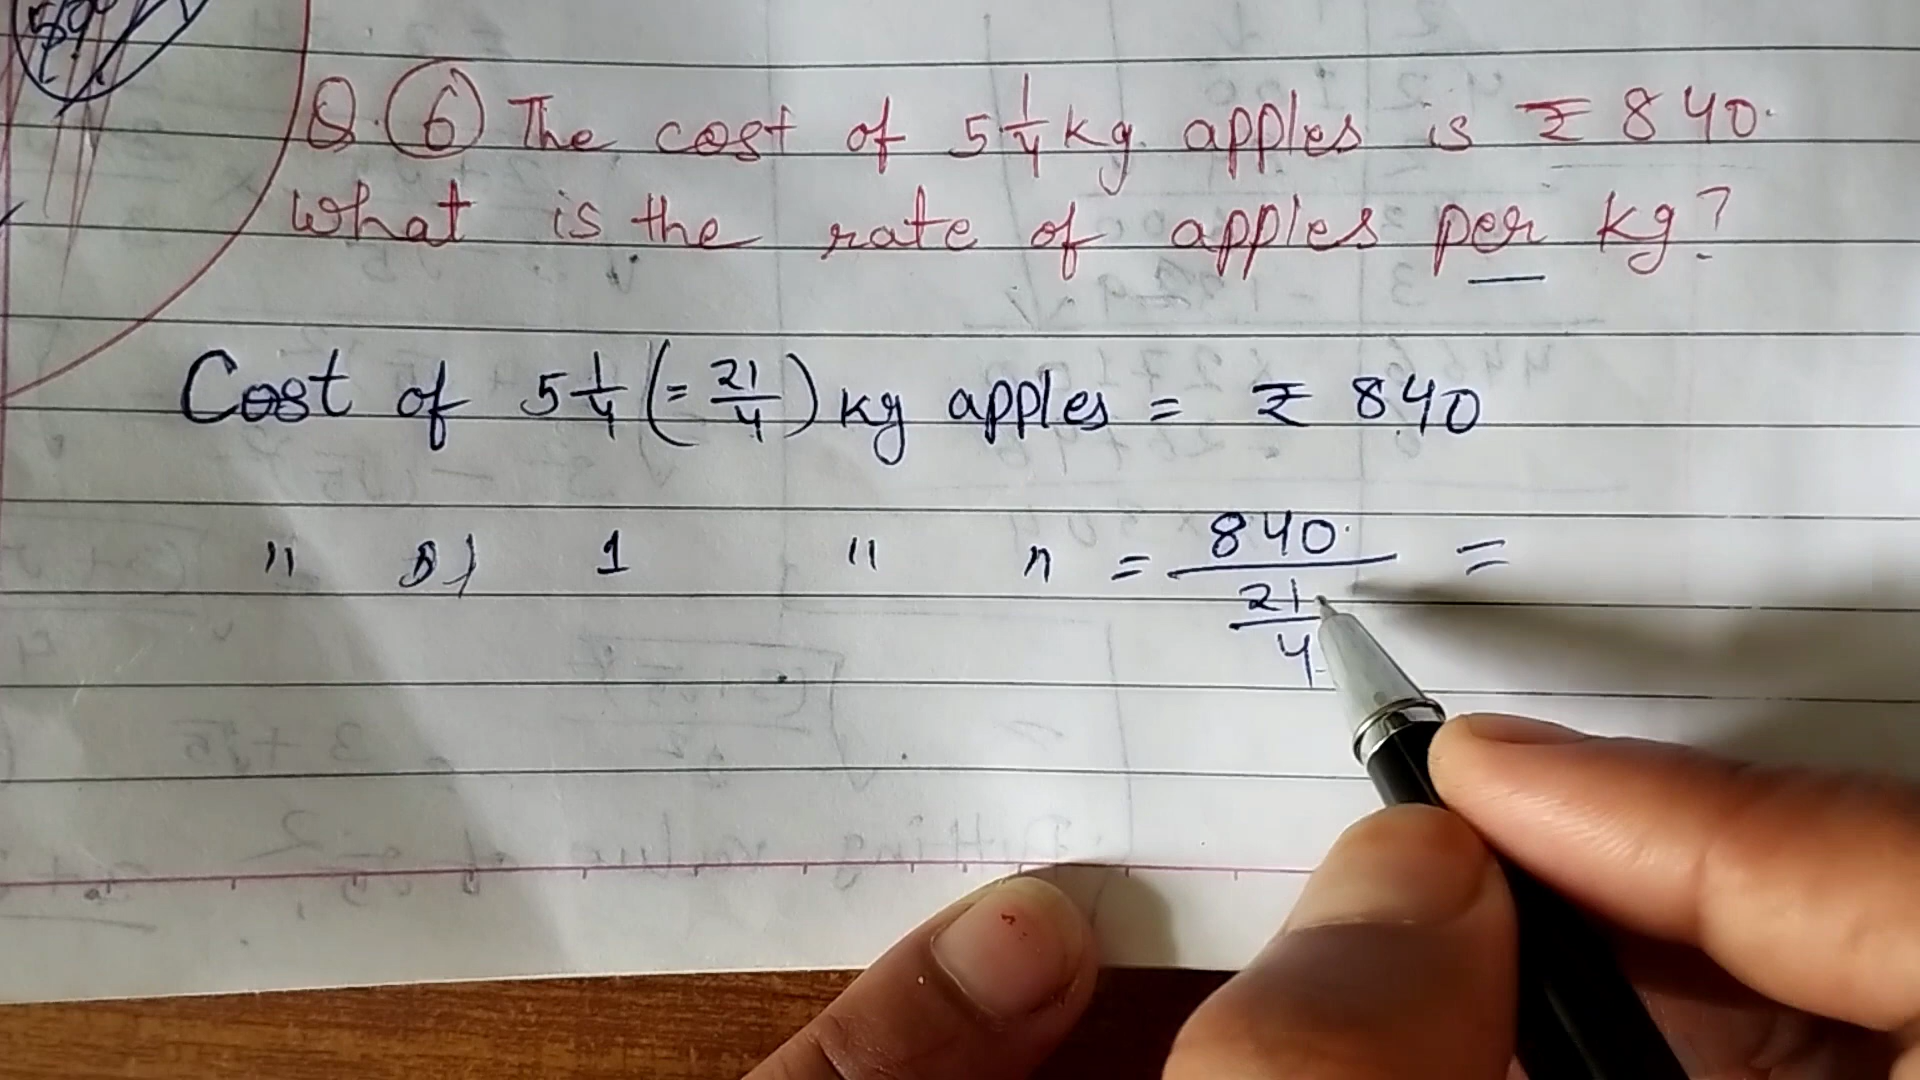 Q. 6 The cost of 5 1/4 kg. apples is ₹ 840.
What is the rate of apples per kg?
Cost of 5 1/4 (= 21/4) kg apples = ₹ 840
" " 1 " " = 840/(21/4) =